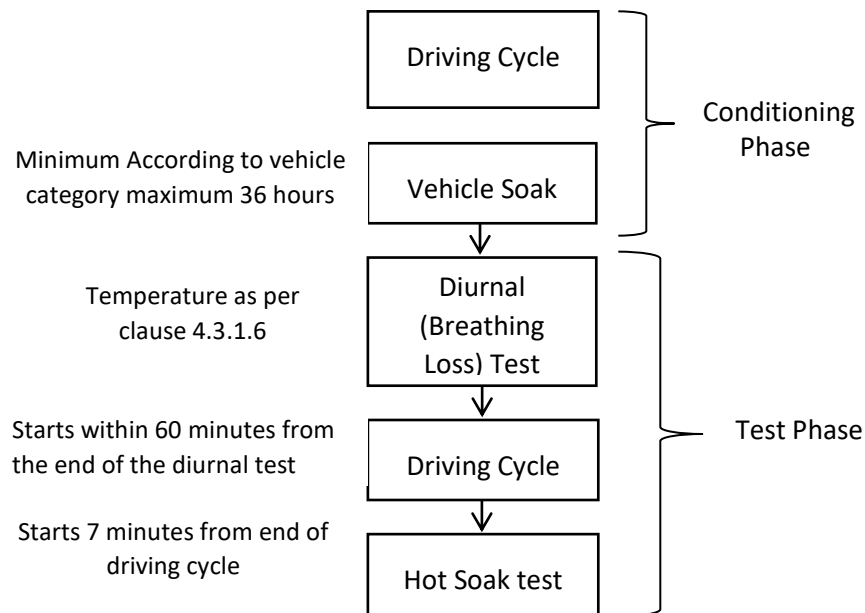 Driving Cycle
Conditioning
Phase
Minimum According to vehicle
category maximum 36 hours
Vehicle Soak
Temperature as per
clause 4.3.1.6
Diurnal
(Breathing
Loss) Test
Starts within 60 minutes from
the end of the diurnal test
Driving Cycle
Test Phase
Starts 7 minutes from end of
driving cycle
Hot Soak test